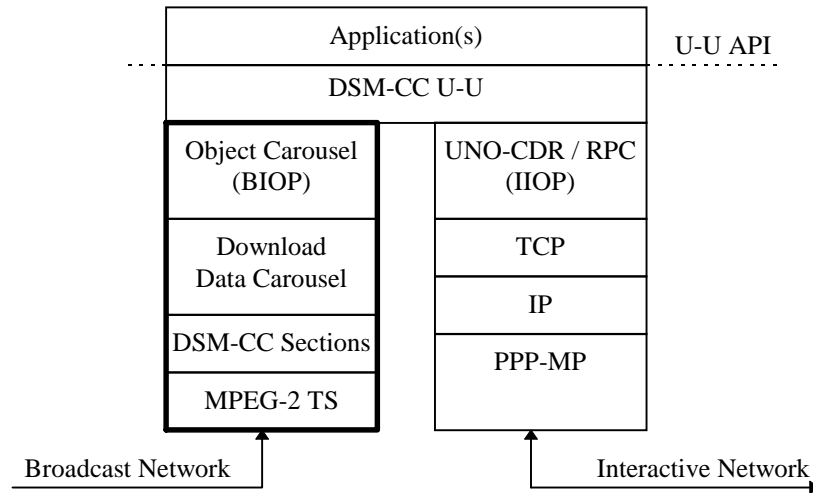 Application(s)
U-U API
DSM-CC U-U
Object Carousel
(BIOP)
Download
Data Carousel
DSM-CC Sections
MPEG-2 TS
UNO-CDR / RPC
(IIOP)
TCP
IP
PPP-MP
Broadcast Network
Interactive Network